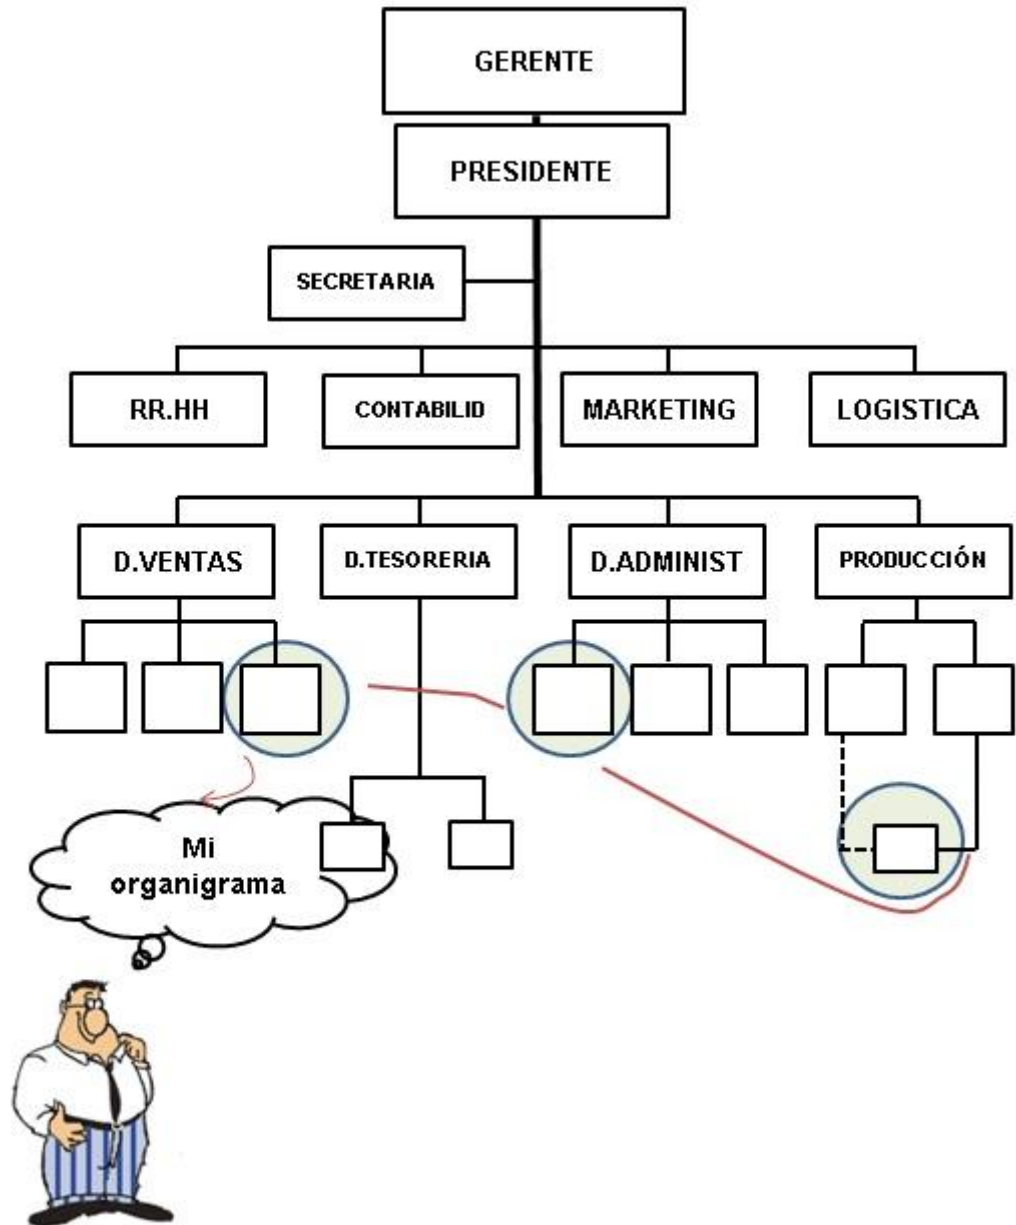 GERENTE
PRESIDENTE
SECRETARIA
RR.HH
CONTABILID
MARKETING
LOGISTICA
D.VENTAS
D.TESORERIA
D.ADMINIST
PRODUCCIÓN
Mi
organigrama